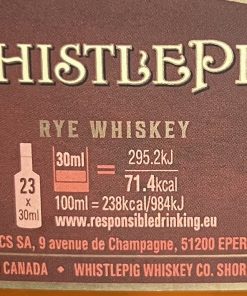 HISTLEPI
RYE WHISKEY
23
x
30ml
30ml
=
295.2kJ
71.4kcal
100ml = 238kcal/984kJ
www.responsibledrinking.eu
CS SA, 9 avenue de Champagne, 51200 EPER
CANADA • WHISTLEPIG WHISKEY CO. SHOR